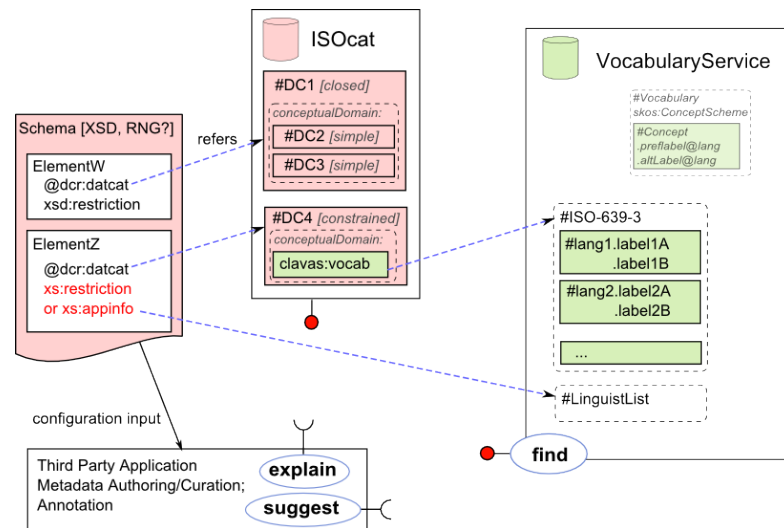 Schema [XSD, RNG?]
ElementW
@dcr:datcat
xsd:restriction
ElementZ
@dcr:datcat
xs:restriction
or xs:appinfo
refers
ISOcat
#DC1 [closed]
conceptualDomain:
#DC2 [simple]
#DC3 [simple]
#DC4 [constrained]
conceptualDomain:
clavas:vocab
VocabularyService
#Vocabulary
skos:ConceptScheme
#Concept
.preflabel@lang
.altLabel@lang
#ISO-639-3
#lang1.label1A
.label1B
#lang2.label2A
.label2B
...
#LinguistList
find
configuration input
Third Party Application
Metadata Authoring/Curation;
Annotation
explain
suggest